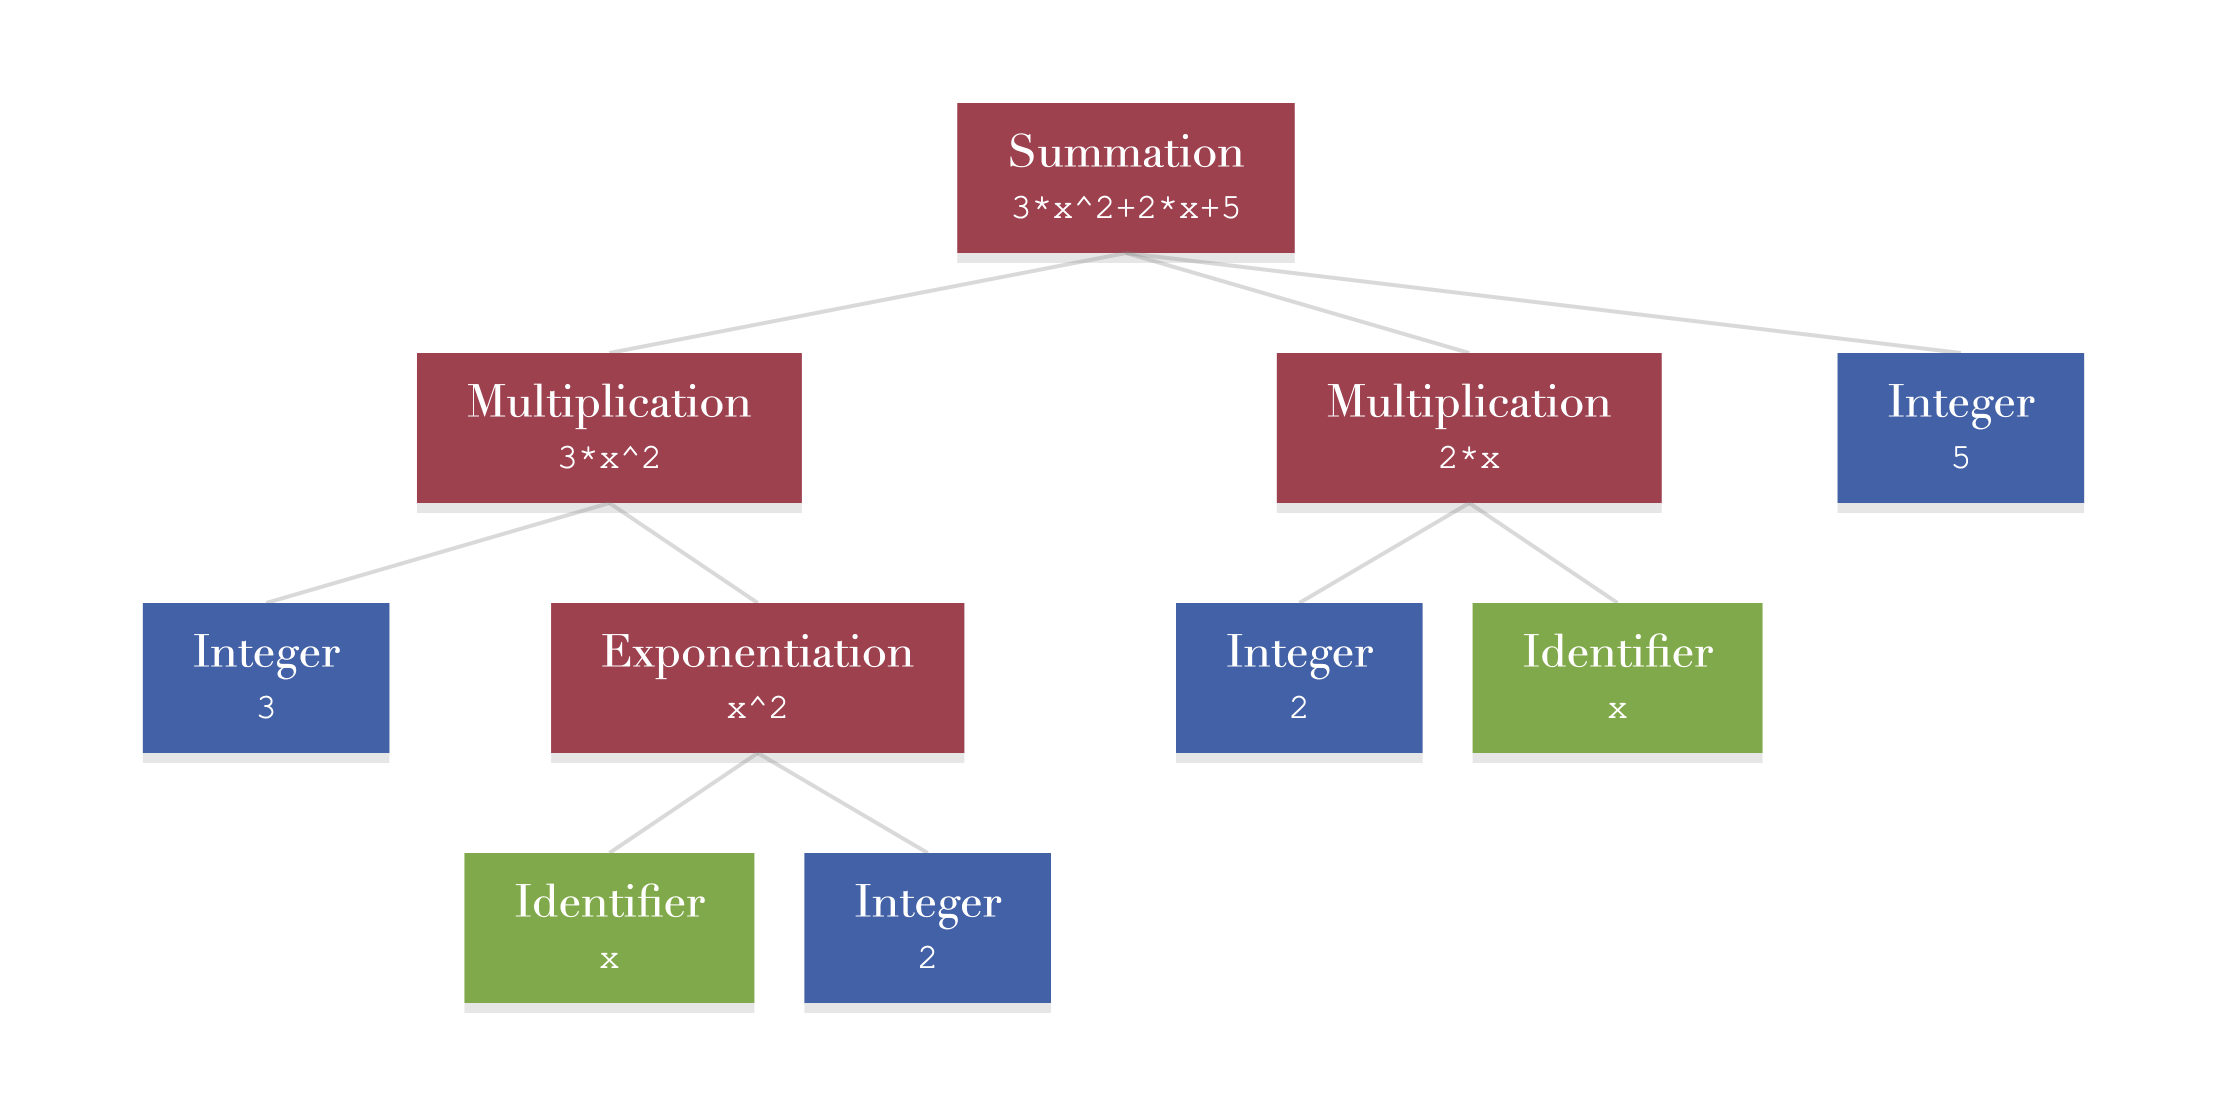 Summation
3*x^2+2*x+5
Multiplication
3*x^2
Multiplication
2*x
Integer
5
Integer
3
Exponentiation
x^2
Integer
2
Identifier
x
Identifier
x
Integer
2